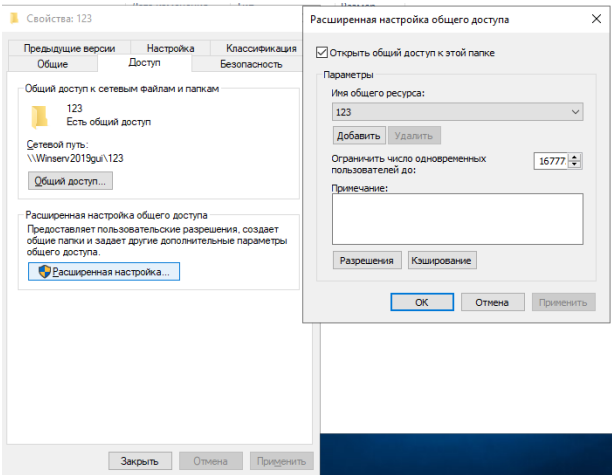 Свойства: 123
Предыдущие версии
Настройка
Классификация
Общие
Доступ
Безопасность
Общий доступ к сетевым файлам и папкам
123
Есть общий доступ
Сетевой путь:
\\Winserv2019gui\123
Общий доступ...
Расширенная настройка общего доступа
Предоставляет пользовательские разрешения, создает
общие папки и задает другие дополнительные параметры
общего доступа.
Расширенная настройка...
Закрыть
Отмена
Применить
Расширенная настройка общего доступа
Открыть общий доступ к этой папке
Параметры
Имя общего ресурса:
123
Добавить
Удалить
Ограничить число одновременных
пользователей до:
16777
Примечание:
Разрешения
Кэширование
ОК
Отмена
Применить